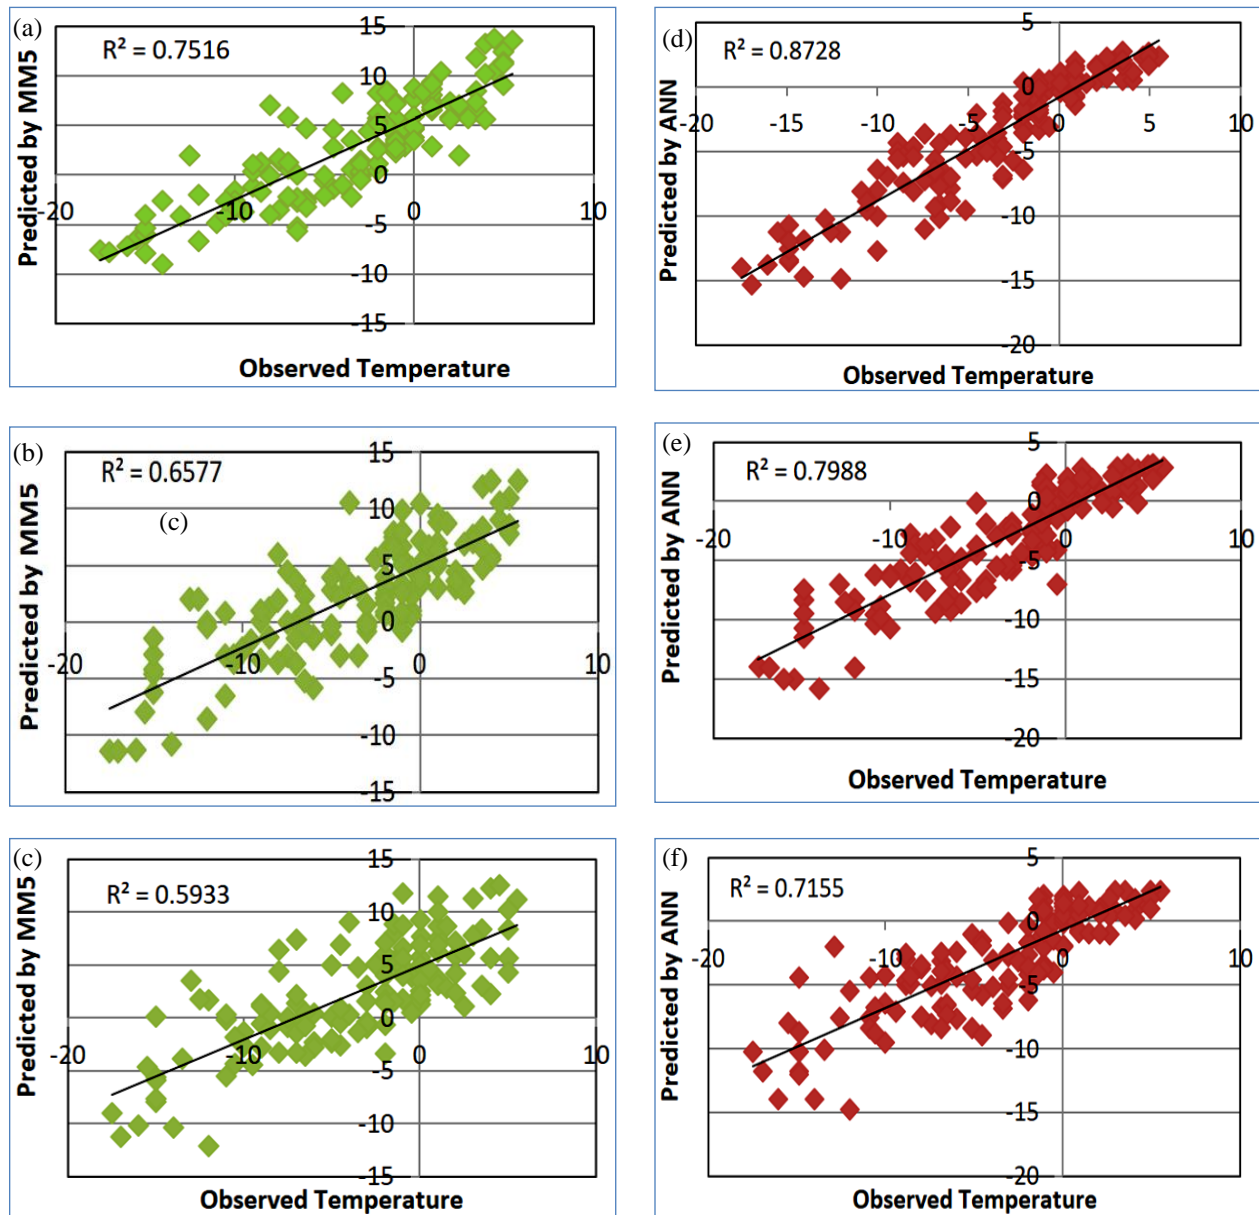 (a)
R² = 0.7516
Predicted by MM5
15
10
5
0
-5
-10
-15
-20
-10
0
10
Observed Temperature
(d)
R² = 0.8728
Predicted by ANN
5
0
-5
-10
-15
-20
-20
-15
-10
-5
0
5
10
Observed Temperature
(b)
R² = 0.6577
(c)
Predicted by MM5
15
10
5
0
-5
-10
-15
-20
-10
0
10
(e)
R² = 0.7988
Predicted by ANN
5
0
-5
-10
-15
-20
-20
-10
0
10
Observed Temperature
(c)
R² = 0.5933
Predicted by MM5
15
10
5
0
-5
-10
-15
-20
-10
0
10
Observed Temperature
(f)
R² = 0.7155
Predicted by ANN
5
0
-5
-10
-15
-20
-20
-10
0
10
Observed Temperature